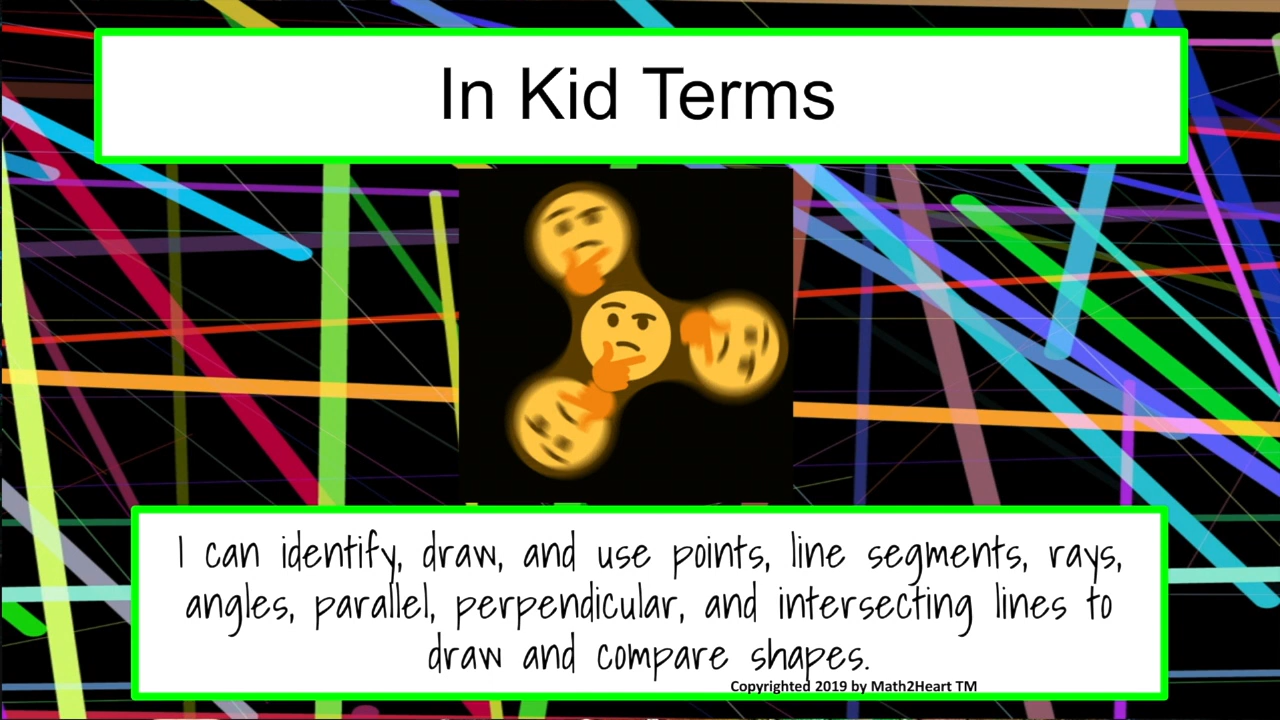 In Kid Terms
I can identify, draw, and use points, line segments, rays,
angles, parallel, perpendicular, and intersecting lines to
draw and compare shapes.
Copyrighted 2019 by Math2Heart TM